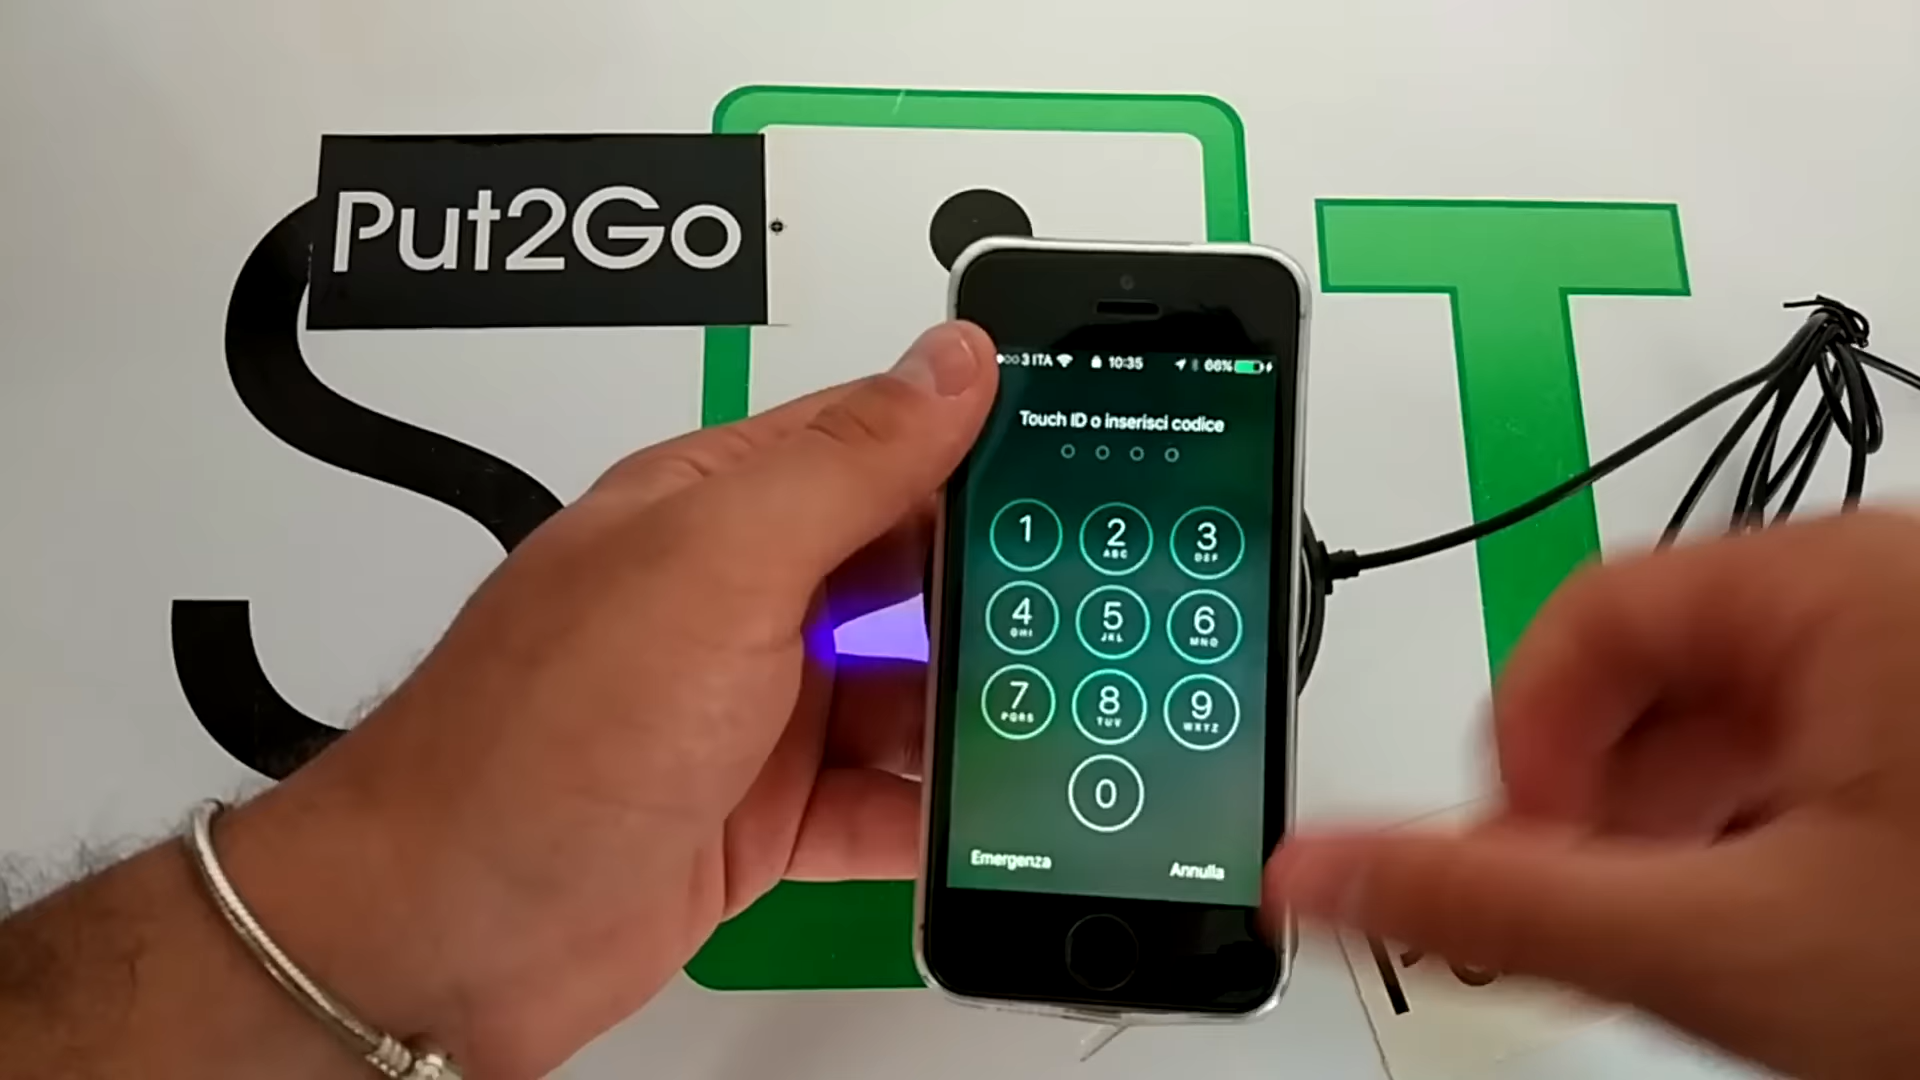 Put2Go
S T
3 ITA 10:35 66%
Touch ID o inserisci codice
1 2 ABC 3 DEF
4 GHI 5 JKL 6 MNO
7 PQRS 8 TUV 9 WXYZ
0
Emergenza Annulla